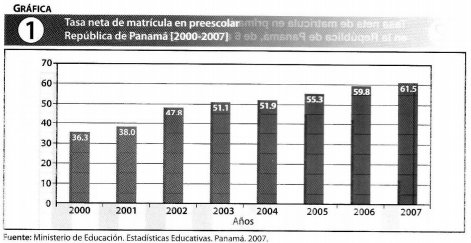 GRÁFICA
1
Tasa neta de matrícula en preescolar
República de Panamá [2000-2007]
70
60
50
40
30
20
10
0
36.3
38.0
47.8
51.1
51.9
55.3
59.8
61.5
2000 2001 2002 2003 2004 2005 2006 2007
Años
Fuente: Ministerio de Educación. Estadísticas Educativas. Panamá. 2007.